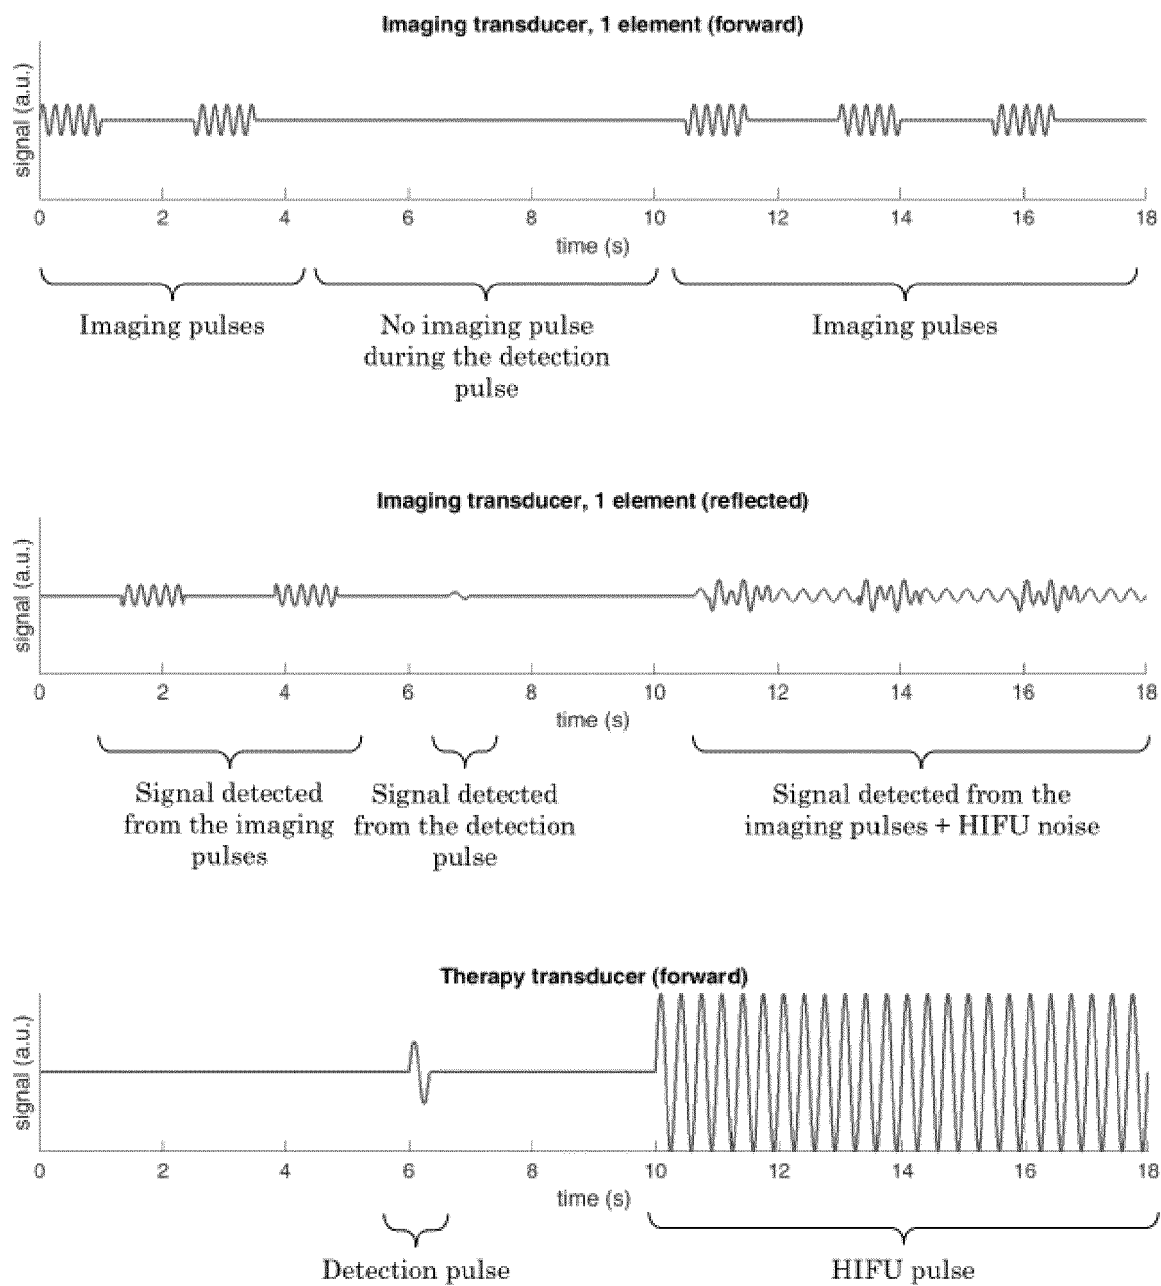 Imaging transducer, 1 element (forward)
signal (a.u.)
0 2 4 6 8 10 12 14 16 18
time (s)
Imaging pulses
No imaging pulse
during the detection
pulse
Imaging pulses
Imaging transducer, 1 element (reflected)
signal (a.u.)
0 2 4 6 8 10 12 14 16 18
time (s)
Signal detected
from the imaging
pulses
Signal detected
from the detection
pulse
Signal detected from the
imaging pulses + HIFU noise
Therapy transducer (forward)
signal (a.u.)
0 2 4 6 8 10 12 14 16 18
time (s)
Detection pulse
HIFU pulse